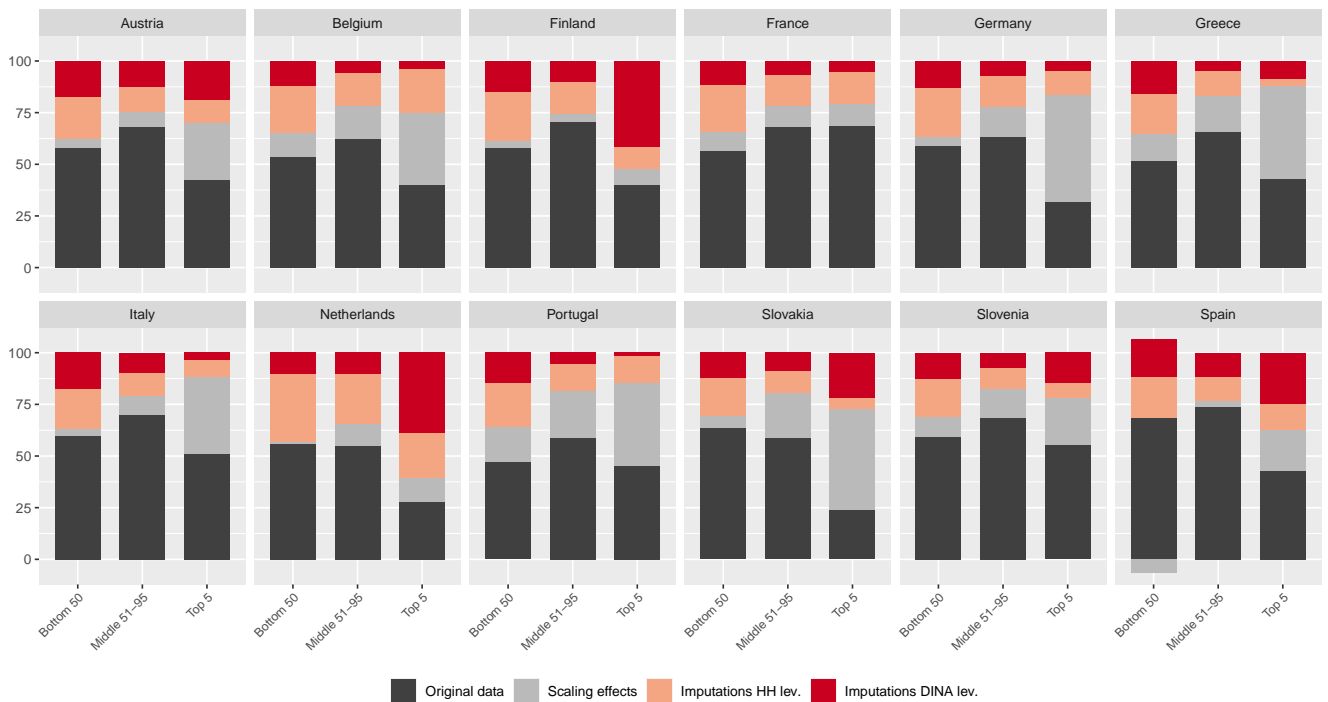 Austria Belgium Finland France Germany Greece
100
75
50
25
0
Italy Netherlands Portugal Slovakia Slovenia Spain
100
75
50
25
0
Bottom 50 Middle 51–95 Top 5 Bottom 50 Middle 51–95 Top 5 Bottom 50 Middle 51–95 Top 5 Bottom 50 Middle 51–95 Top 5 Bottom 50 Middle 51–95 Top 5 Bottom 50 Middle 51–95 Top 5
Original data Scaling effects Imputations HH lev. Imputations DINA lev.